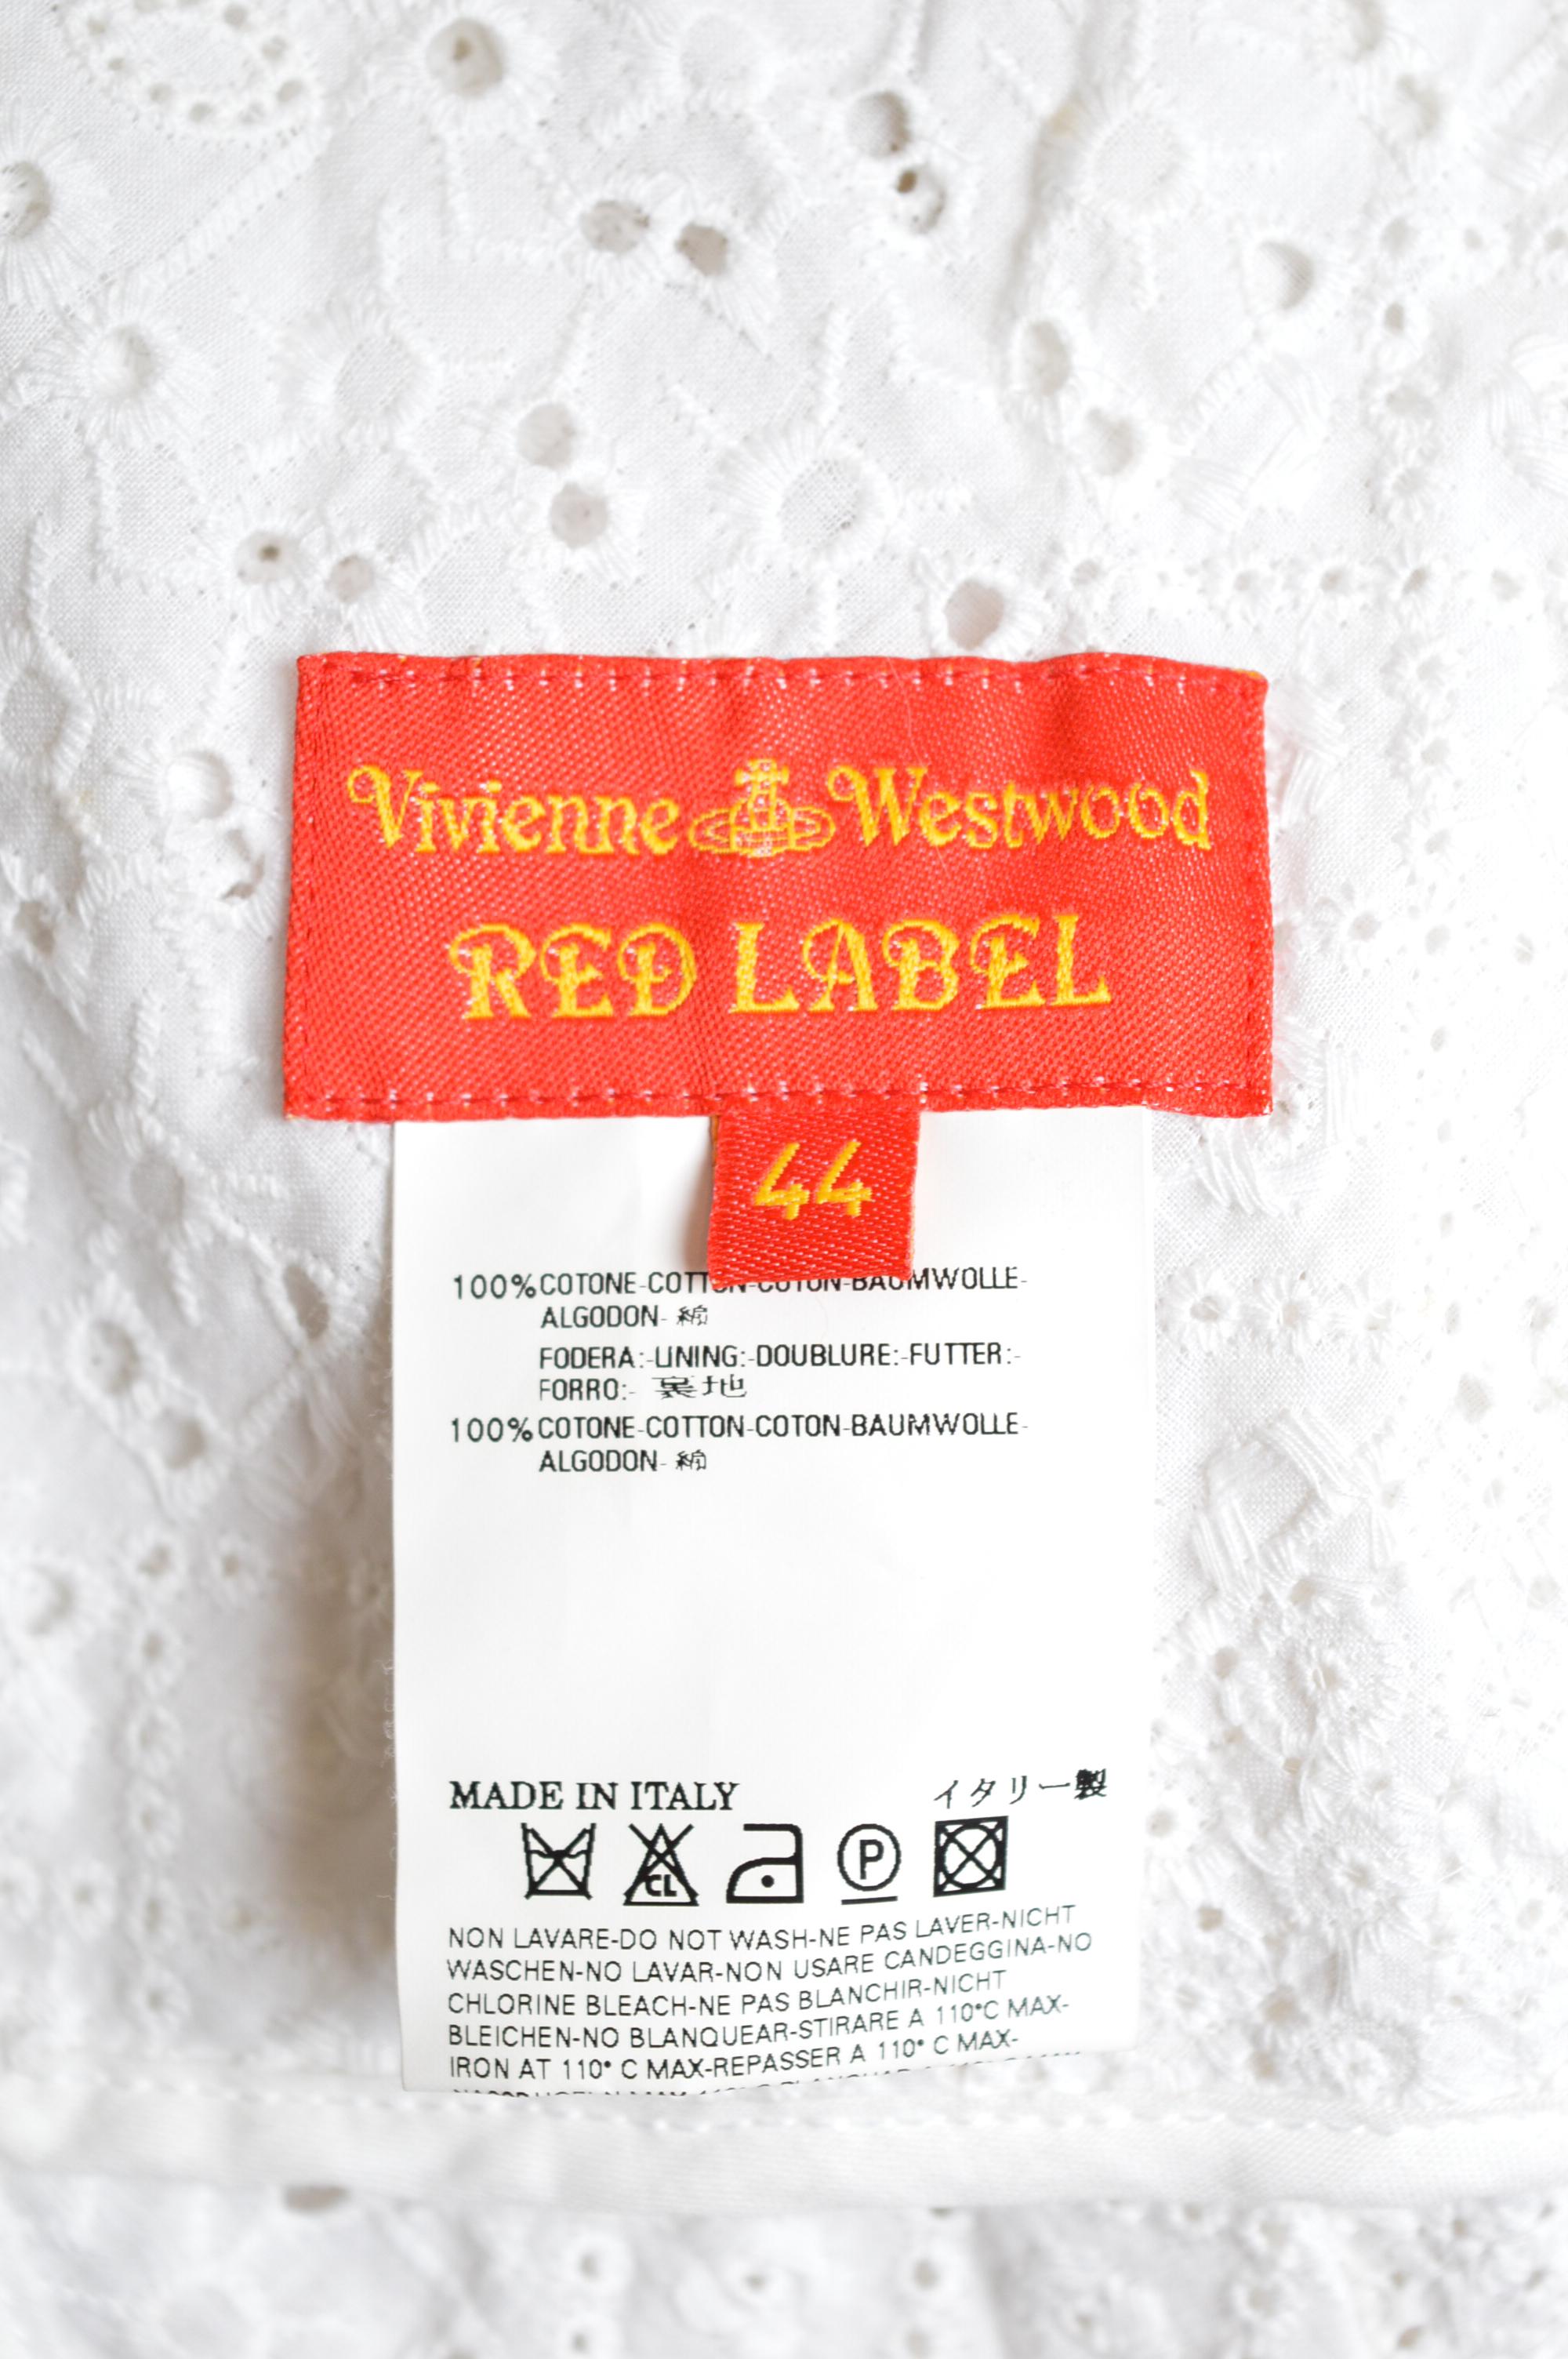 Vivienne Westwood
RED LABEL
44
100% COTONE-COTTON-COTON-BAUMWOLLE-
ALGODON- 綿
FODERA:-LINING:-DOUBLURE:-FUTTER:-
FORRO:- 裏地
100% COTONE-COTTON-COTON-BAUMWOLLE-
ALGODON- 綿
MADE IN ITALY イタリー製
CL P
NON LAVARE-DO NOT WASH-NE PAS LAVER-NICHT
WASCHEN-NO LAVAR-NON USARE CANDEGGINA-NO
CHLORINE BLEACH-NE PAS BLANCHIR-NICHT
BLEICHEN-NO BLANQUEAR-STIRARE A 110°C MAX-
IRON AT 110° C MAX-REPASSER A 110° C MAX-